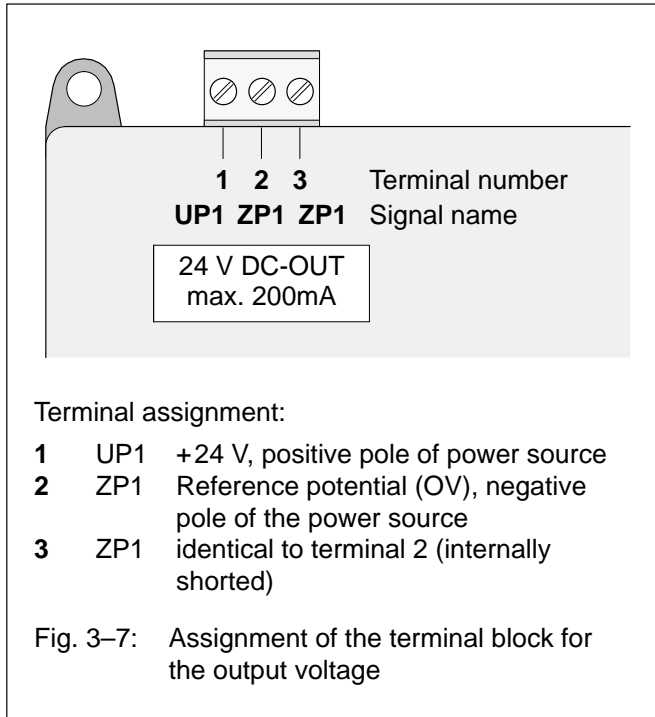 1 2 3 Terminal number
UP1 ZP1 ZP1 Signal name
24 V DC-OUT
max. 200mA
Terminal assignment:
1 UP1 +24 V, positive pole of power source
2 ZP1 Reference potential (OV), negative
pole of the power source
3 ZP1 identical to terminal 2 (internally
shorted)
Fig. 3–7: Assignment of the terminal block for
the output voltage